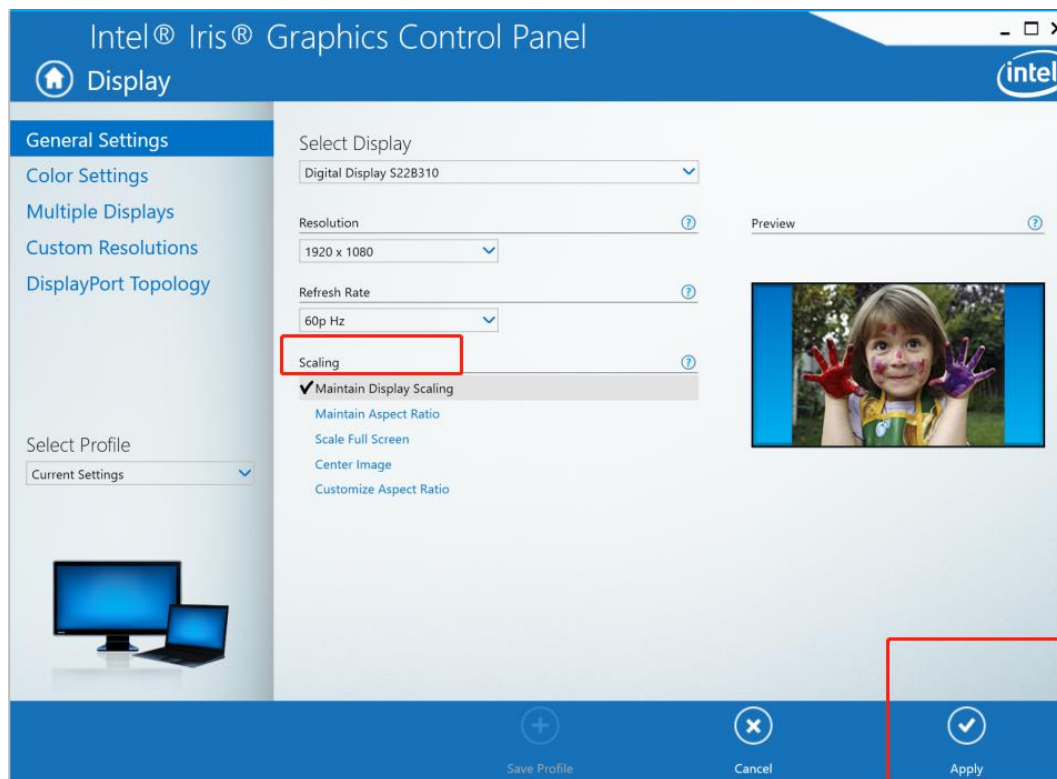 Intel® Iris® Graphics Control Panel
Display
intel
General Settings
Color Settings
Multiple Displays
Custom Resolutions
DisplayPort Topology
Select Profile
Current Settings
Select Display
Digital Display S22B310
Resolution
?
1920 x 1080
Refresh Rate
?
60p Hz
Scaling
?
Maintain Display Scaling
Maintain Aspect Ratio
Scale Full Screen
Center Image
Customize Aspect Ratio
Preview
?
Save Profile
Cancel
Apply